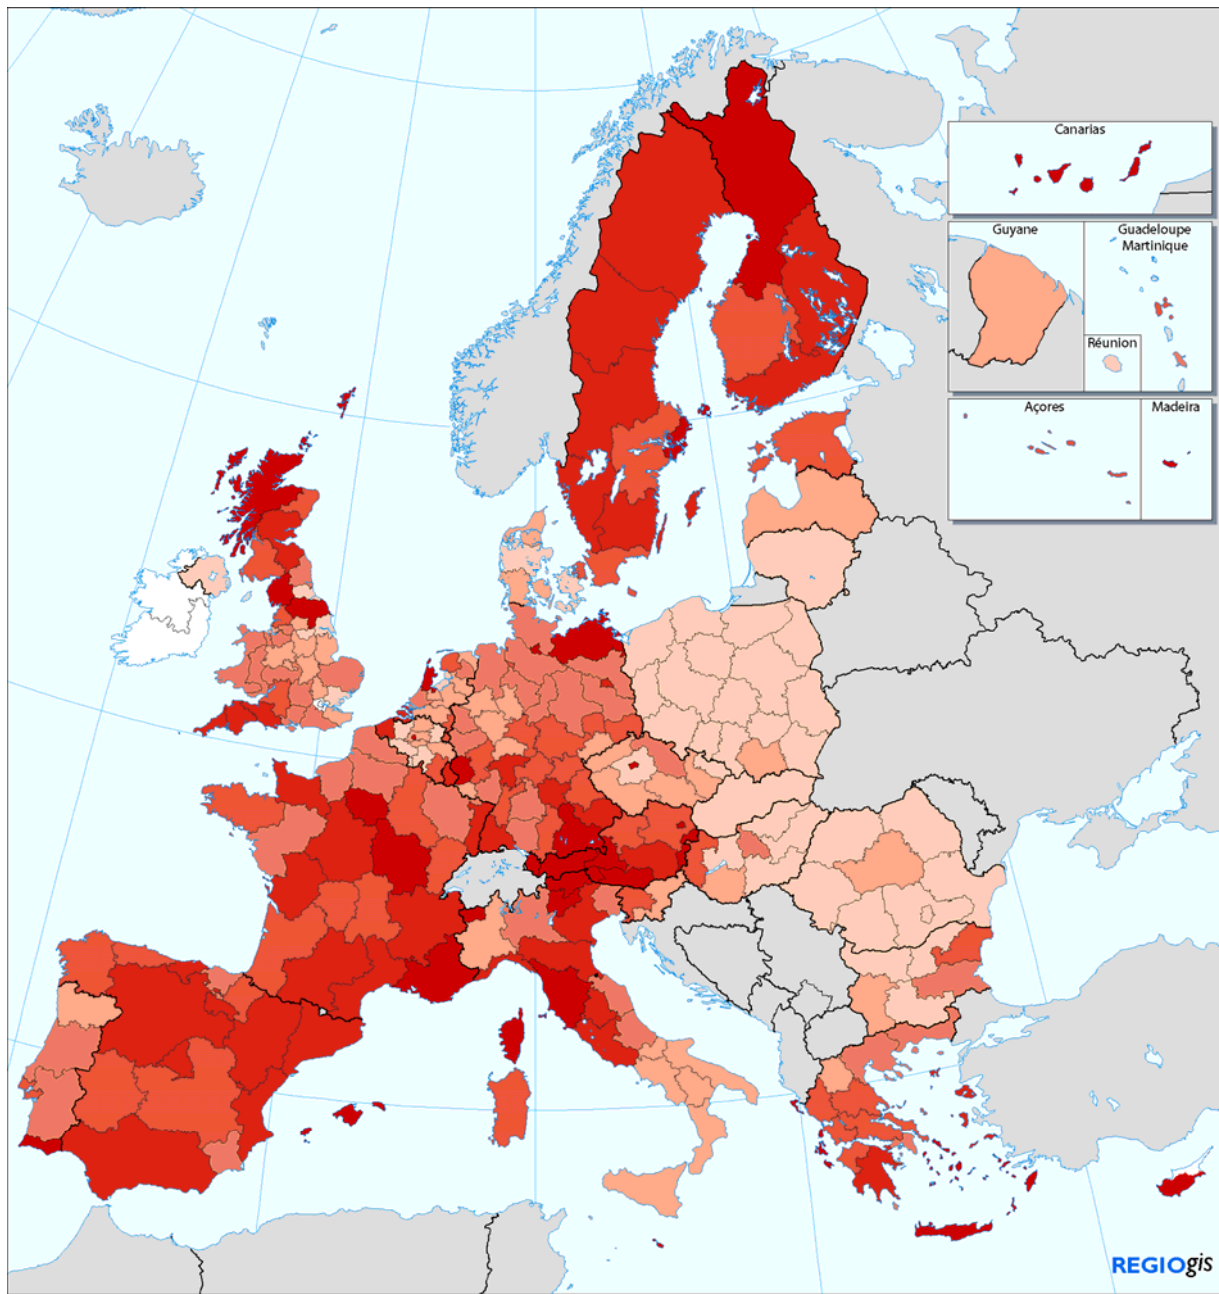 Canarias
Guyane
Guadeloupe
Martinique
Réunion
Açores
Madeira
REGIOgis